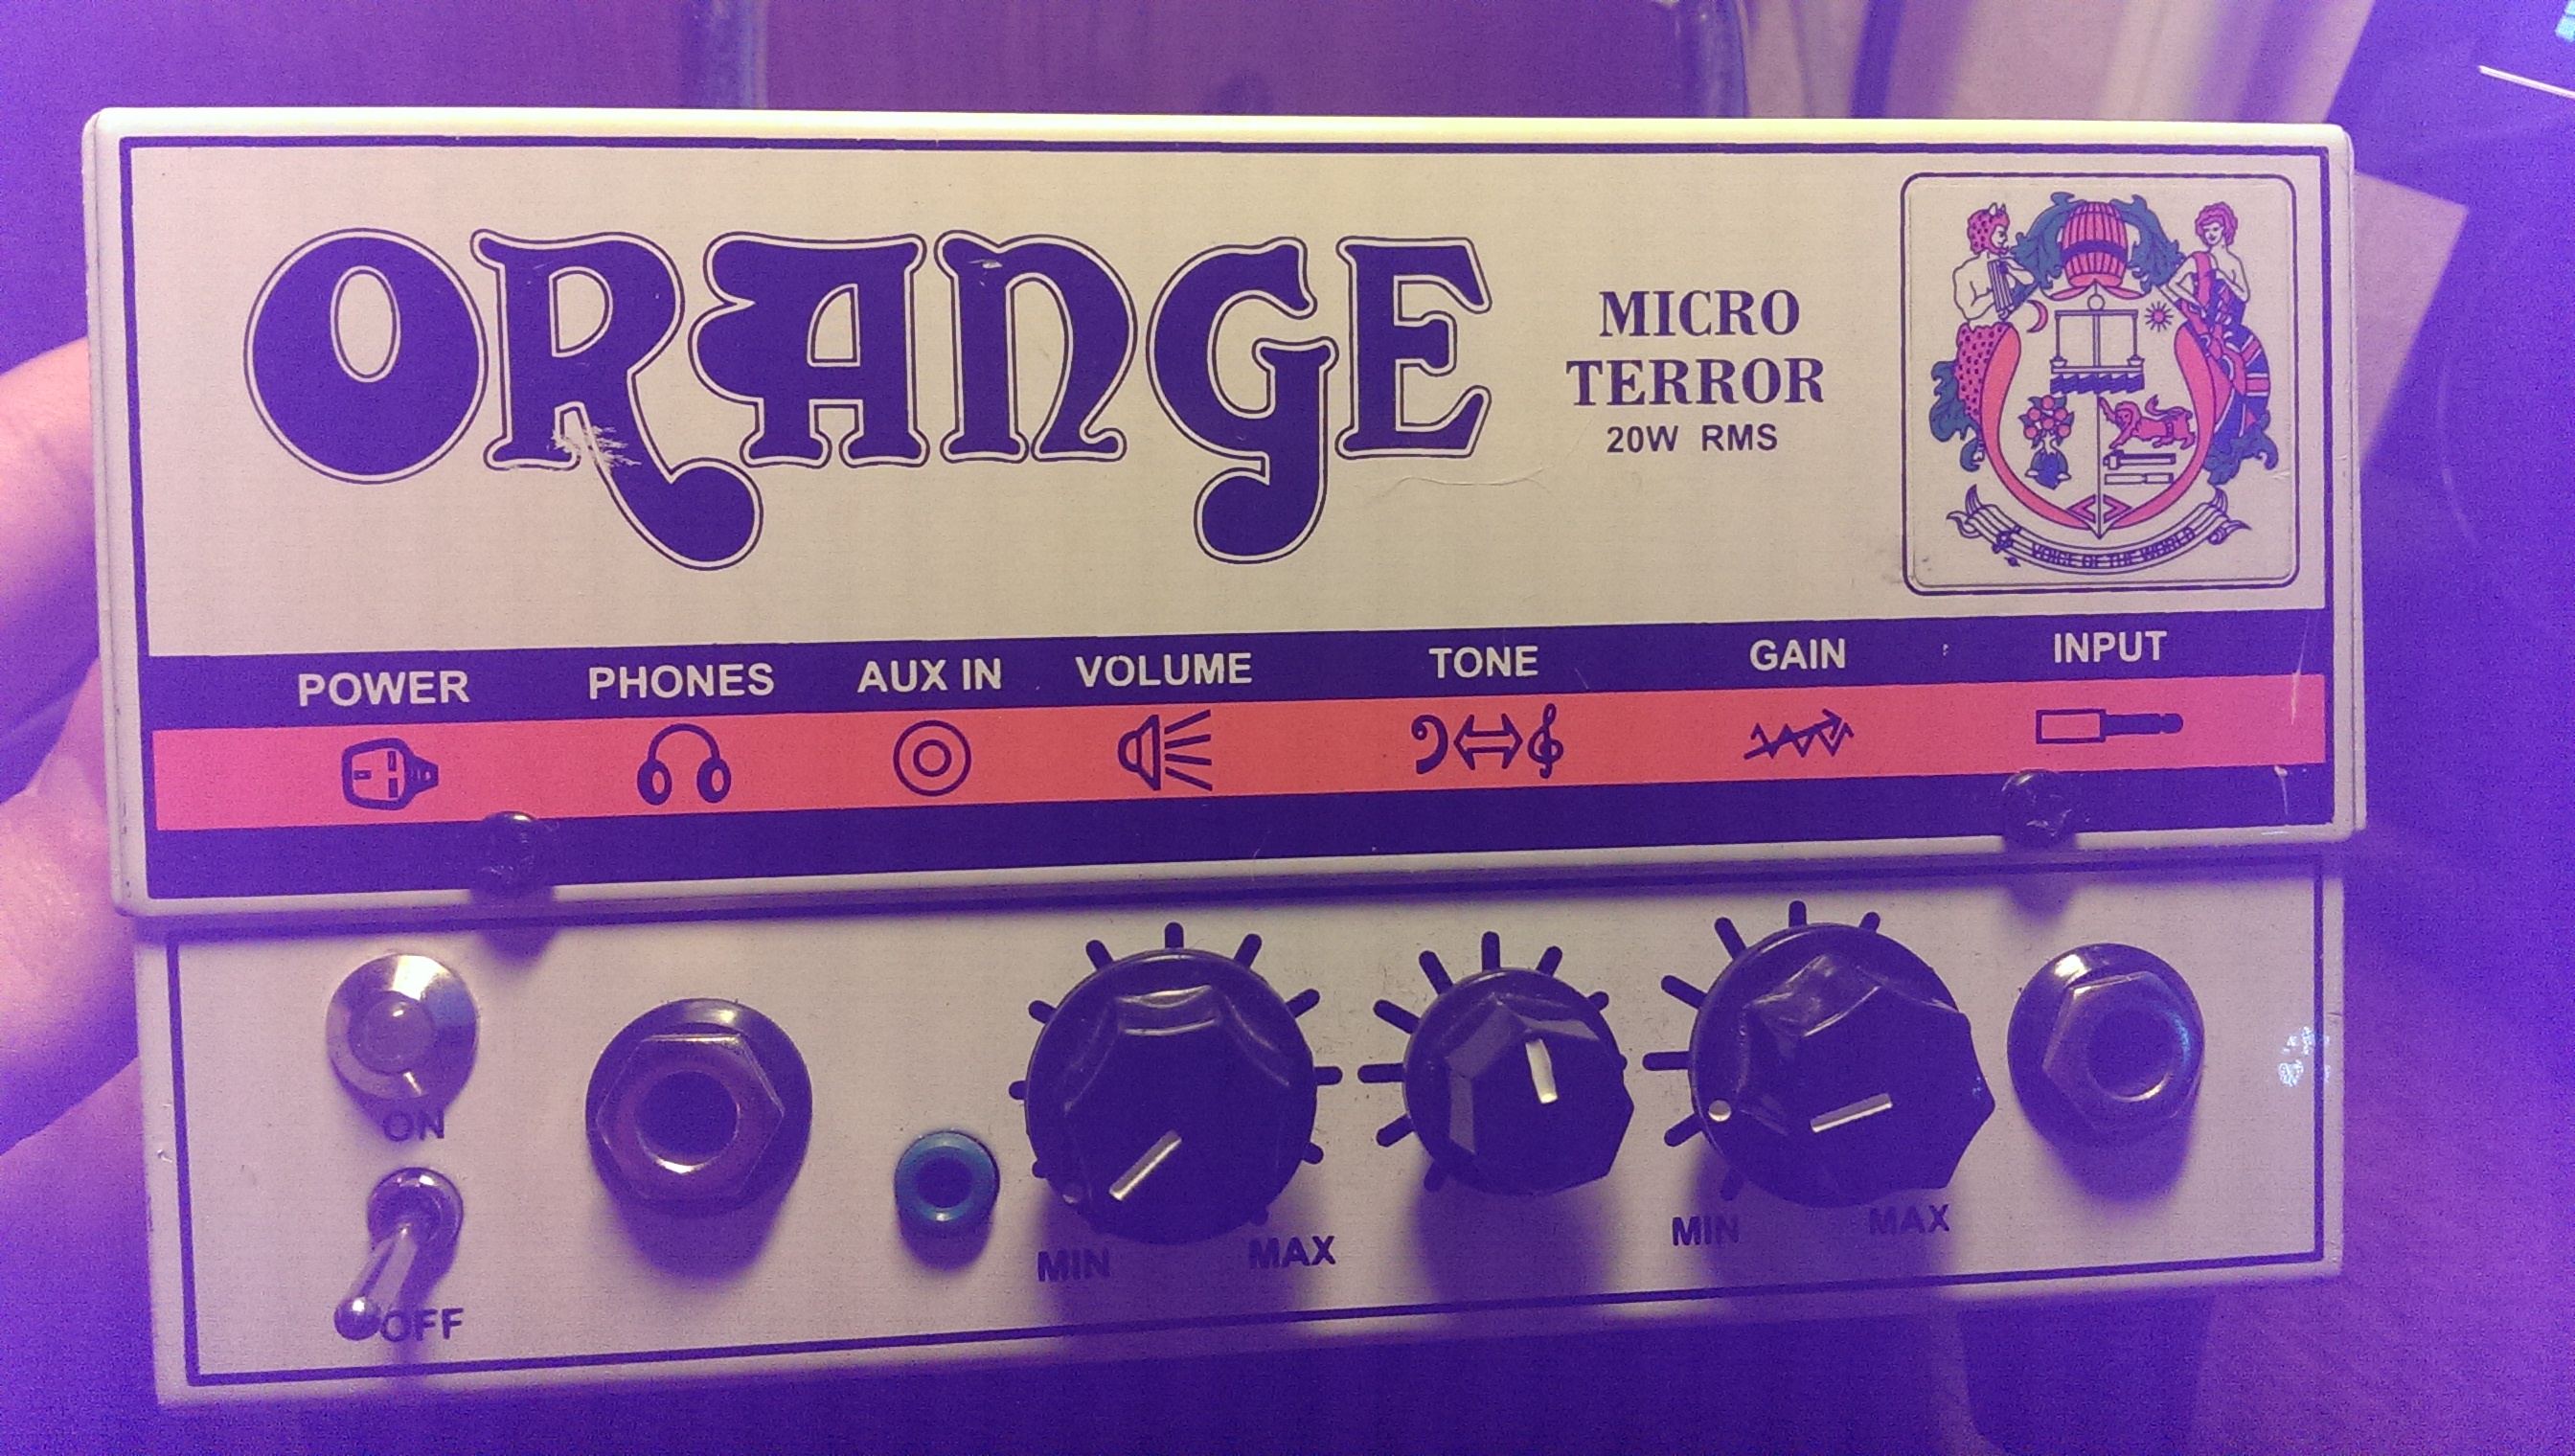 ORANGE
MICRO
TERROR
20W RMS
VOICE OF THE WORLD
POWER PHONES AUX IN VOLUME TONE GAIN INPUT
ON
OFF
MIN MAX
MIN MAX